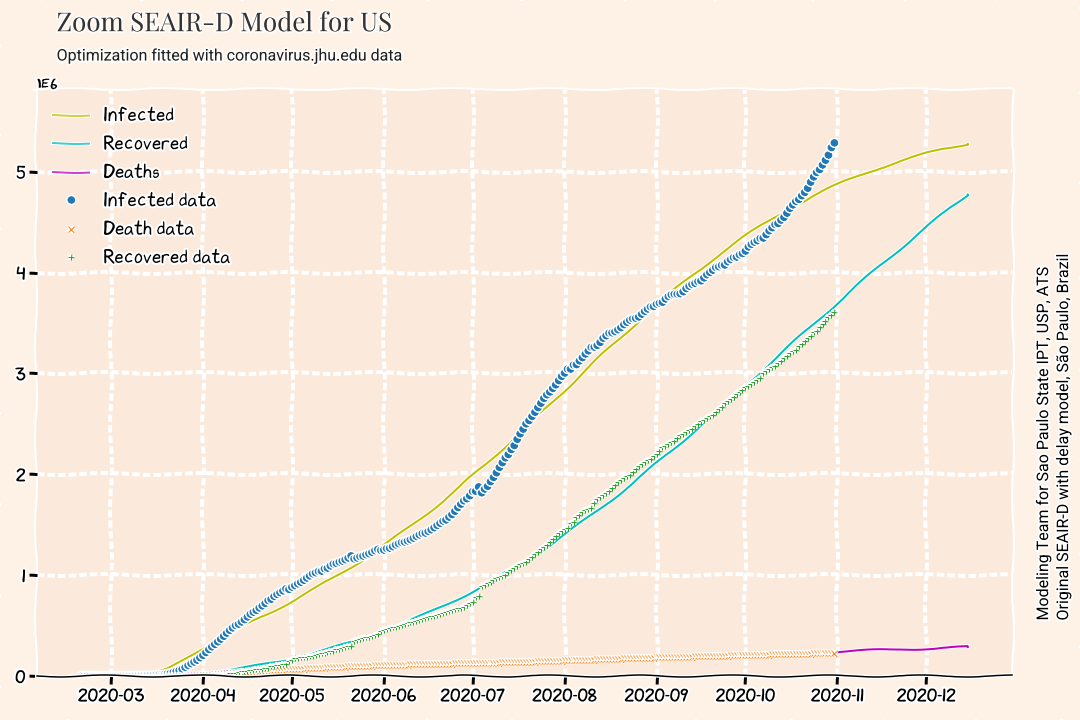 Zoom SEAIR-D Model for US
Optimization fitted with coronavirus.jhu.edu data
1E6
Infected
Recovered
Deaths
Infected data
Death data
Recovered data
5
4
3
2
1
0
2020-03 2020-04 2020-05 2020-06 2020-07 2020-08 2020-09 2020-10 2020-11 2020-12
Modeling Team for Sao Paulo State IPT, USP, ATS
Original SEAIR-D with delay model, São Paulo, Brazil